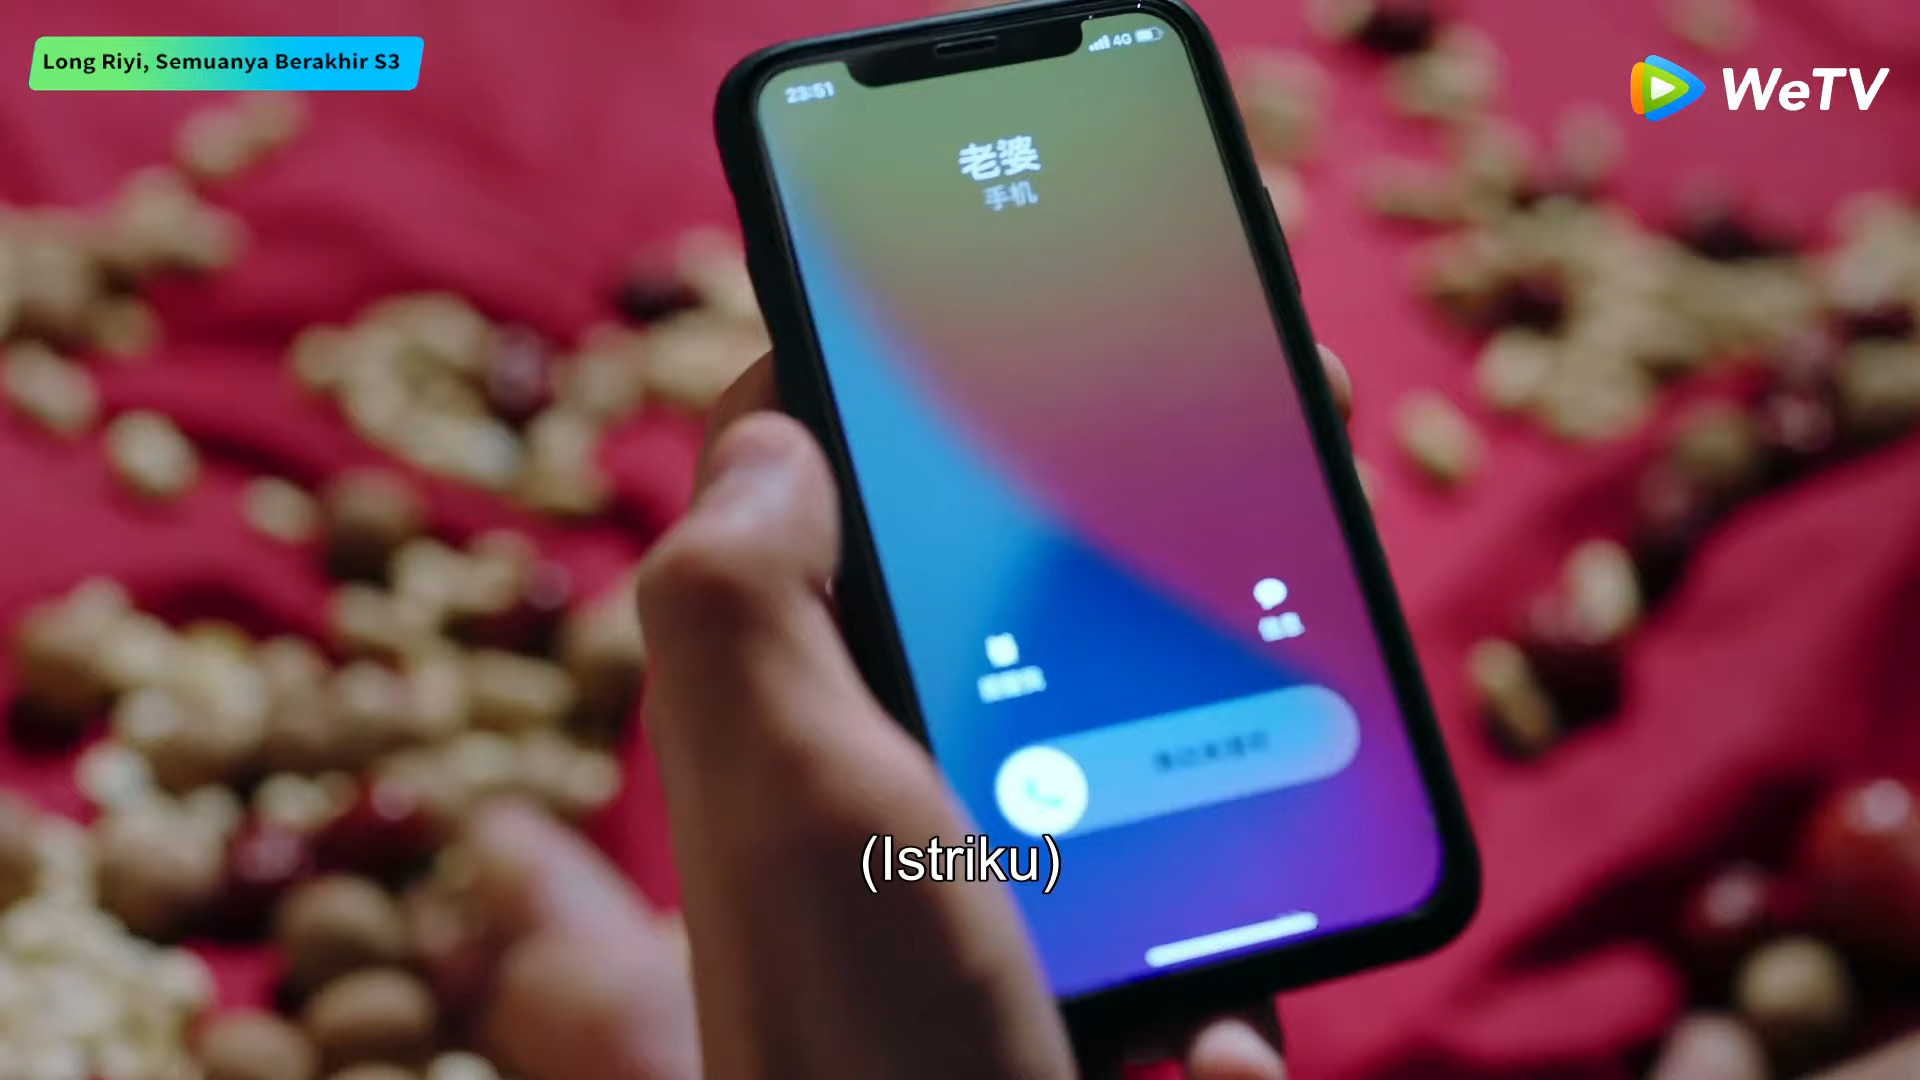 Long Riyi, Semuanya Berakhir S3
WeTV
4G
23:51
老婆
手机
(Istriku)